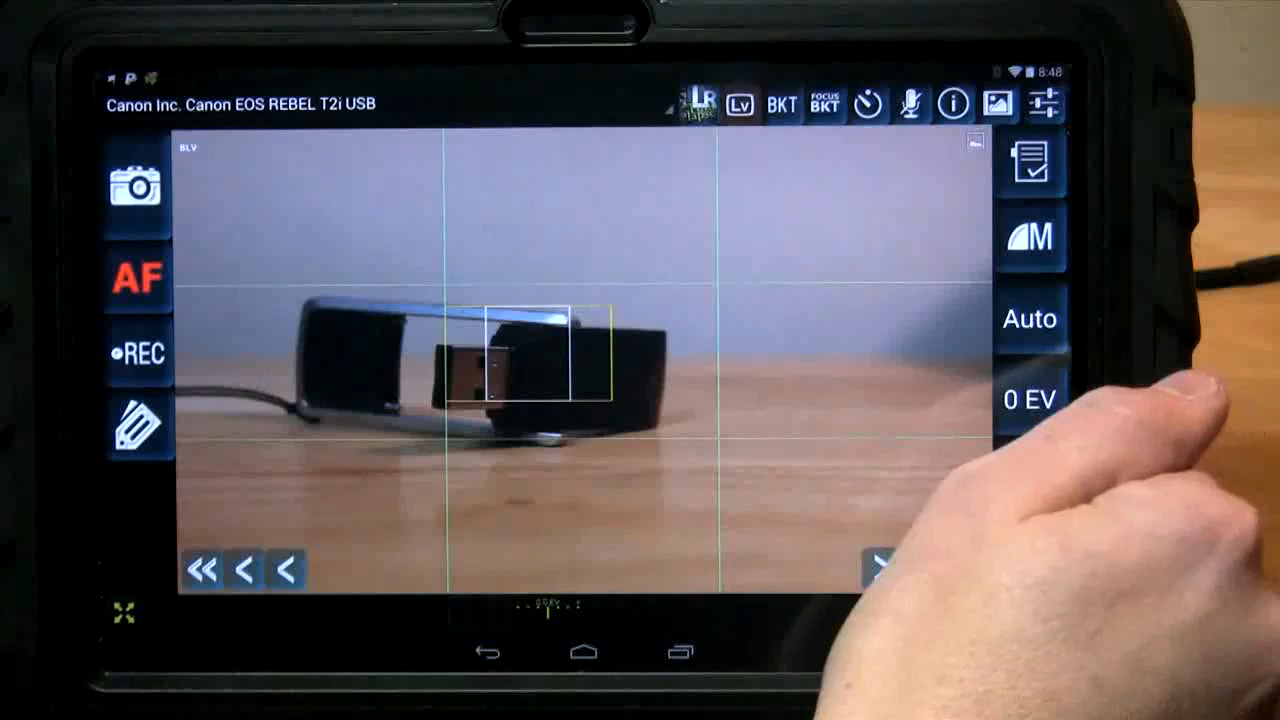 8:48
Canon Inc. Canon EOS REBEL T2i USB
LR
Lv
BKT
FOCUS
BKT
BLV
AF
M
•REC
Auto
0 EV